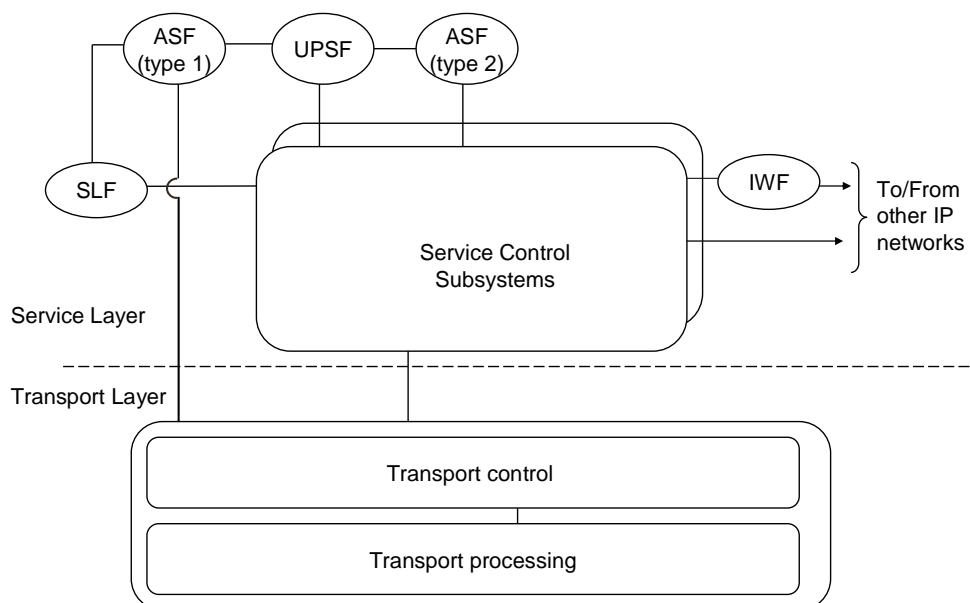 ASF
(type 1)
UPSF
ASF
(type 2)
SLF
IWF
To/From
other IP
networks
Service Control
Subsystems
Service Layer
Transport Layer
Transport control
Transport processing